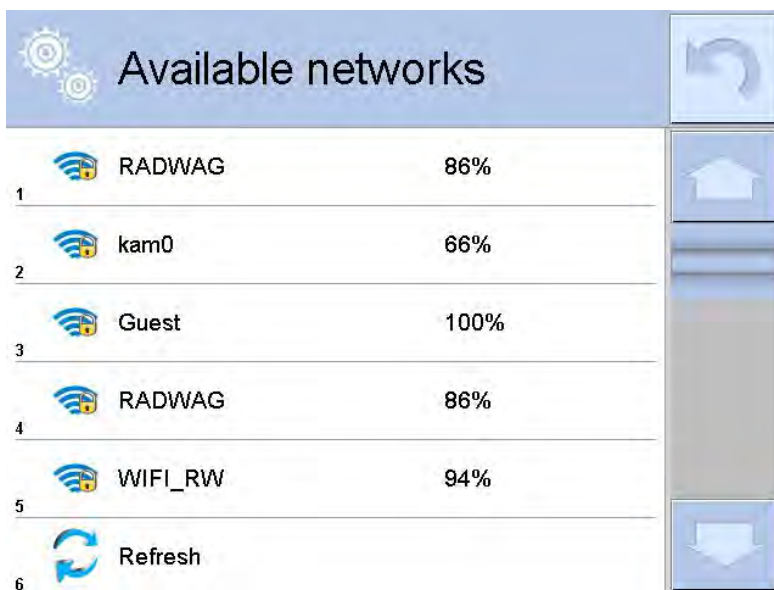 Available networks
RADWAG 86%
1
kam0 66%
2
Guest 100%
3
RADWAG 86%
4
WIFI_RW 94%
5
Refresh
6